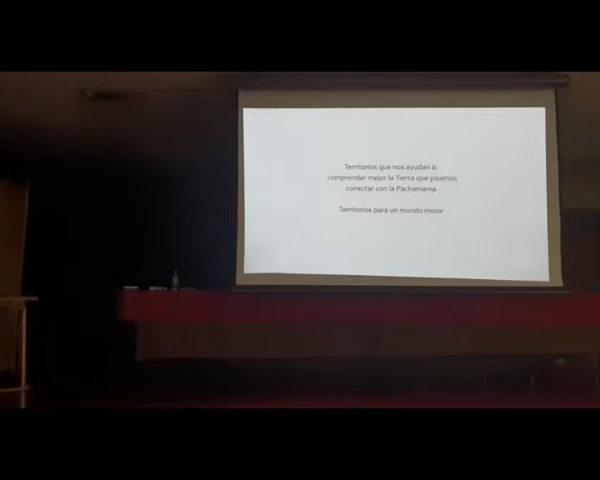 Territorios que nos ayudan a:
comprender mejor la Tierra que pisamos
conectar con la Pachamama
Territorios para un mundo mejor